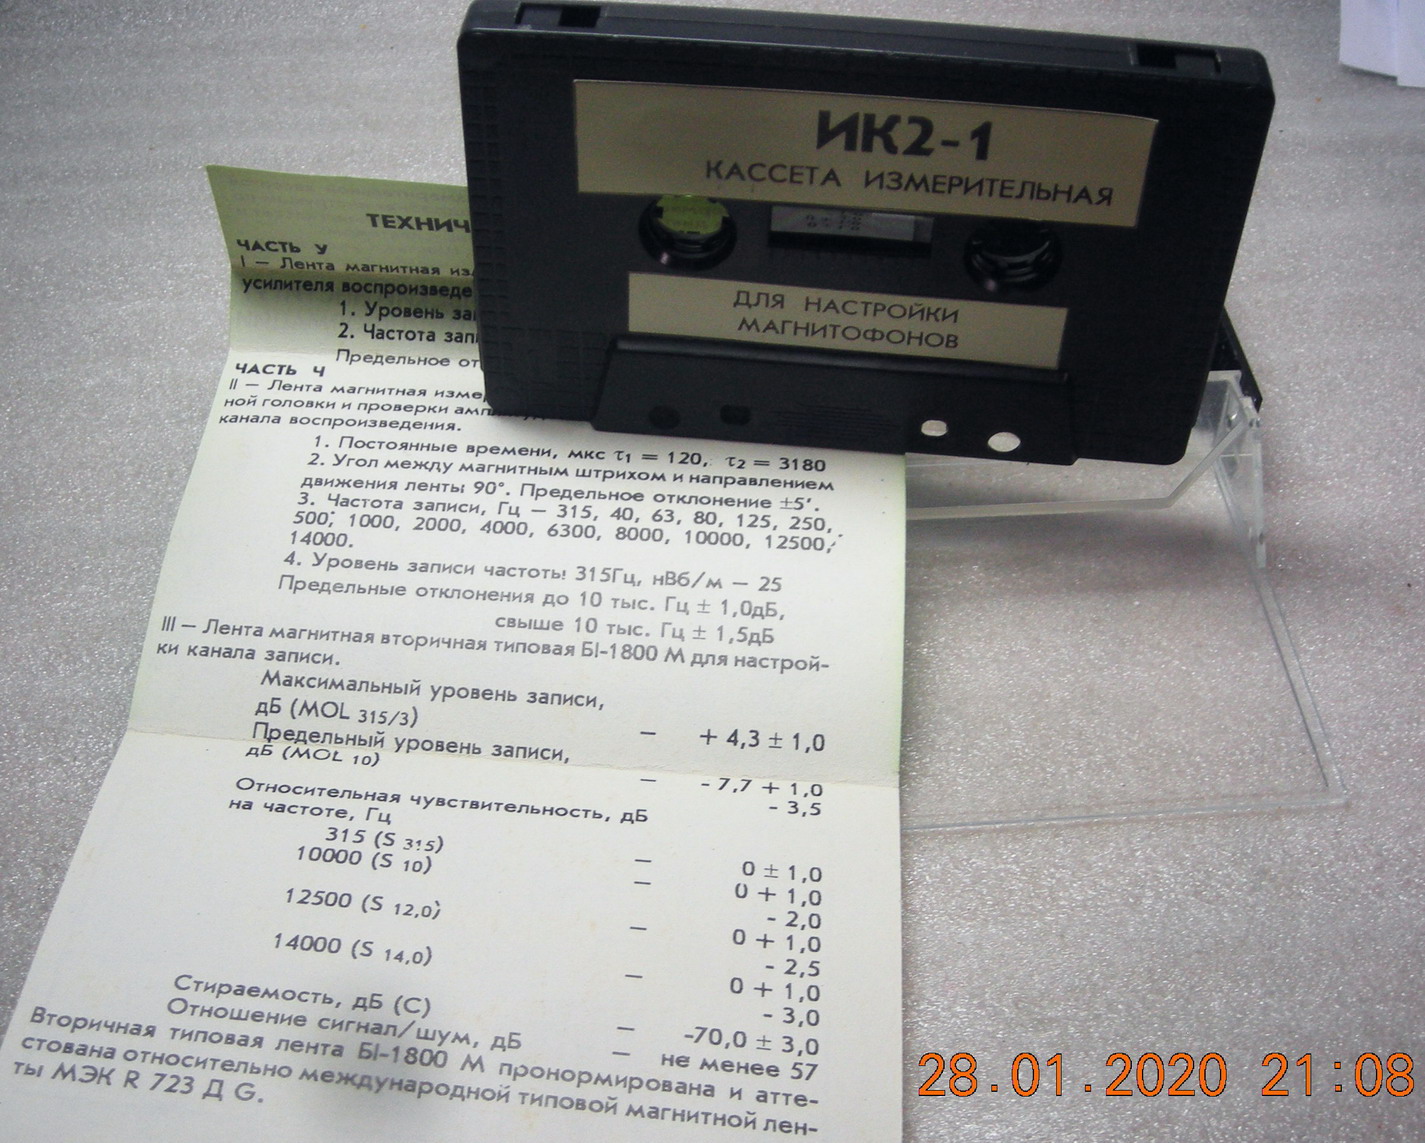 ИК2-1
КАССЕТА ИЗМЕРИТЕЛЬНАЯ
ДЛЯ НАСТРОЙКИ
МАГНИТОФОНОВ
ТЕХНИЧ
ЧАСТЬ У
I — Лента магнитная из
усилителя воспроизведе
1. Уровень за
2. Частота зап
Предельное от
ЧАСТЬ Ч
II — Лента магнитная изме
ной головки и проверки
канала воспроизведения.
1. Постоянные времени, мкс τ1 = 120, τ2 = 3180
2. Угол между магнитным штрихом и направлением
движения ленты 90°. Предельное отклонение ±5'.
3. Частота записи, Гц — 315, 40, 63, 80, 125, 250,
500, 1000, 2000, 4000, 6300, 8000, 10000, 12500,
14000.
4. Уровень записи частоты 315Гц, нВб/м — 25
Предельные отклонения до 10 тыс. Гц ± 1,0дБ,
свыше 10 тыс. Гц ± 1,5дБ
III — Лента магнитная вторичная типовая БI-1800 М для настрой-
ки канала записи.
Максимальный уровень записи,
дБ (MOL 315/3) — + 4,3 ± 1,0
Предельный уровень записи,
дБ (MOL 10) — - 7,7 + 1,0
- 3,5
Относительная чувствительность, дБ
на частоте, Гц
315 (S 315) — 0 ± 1,0
10000 (S 10) — 0 + 1,0
- 2,0
12500 (S 12,0) — 0 + 1,0
- 2,5
14000 (S 14,0) — 0 + 1,0
- 3,0
Стираемость, дБ (С) — -70,0 ± 3,0
Отношение сигнал/шум, дБ — не менее 57
Вторичная типовая лента БI-1800 М пронормирована и атте-
стована относительно международной типовой магнитной лен-
ты МЭК R 723 Д G.
28.01.2020 21:08